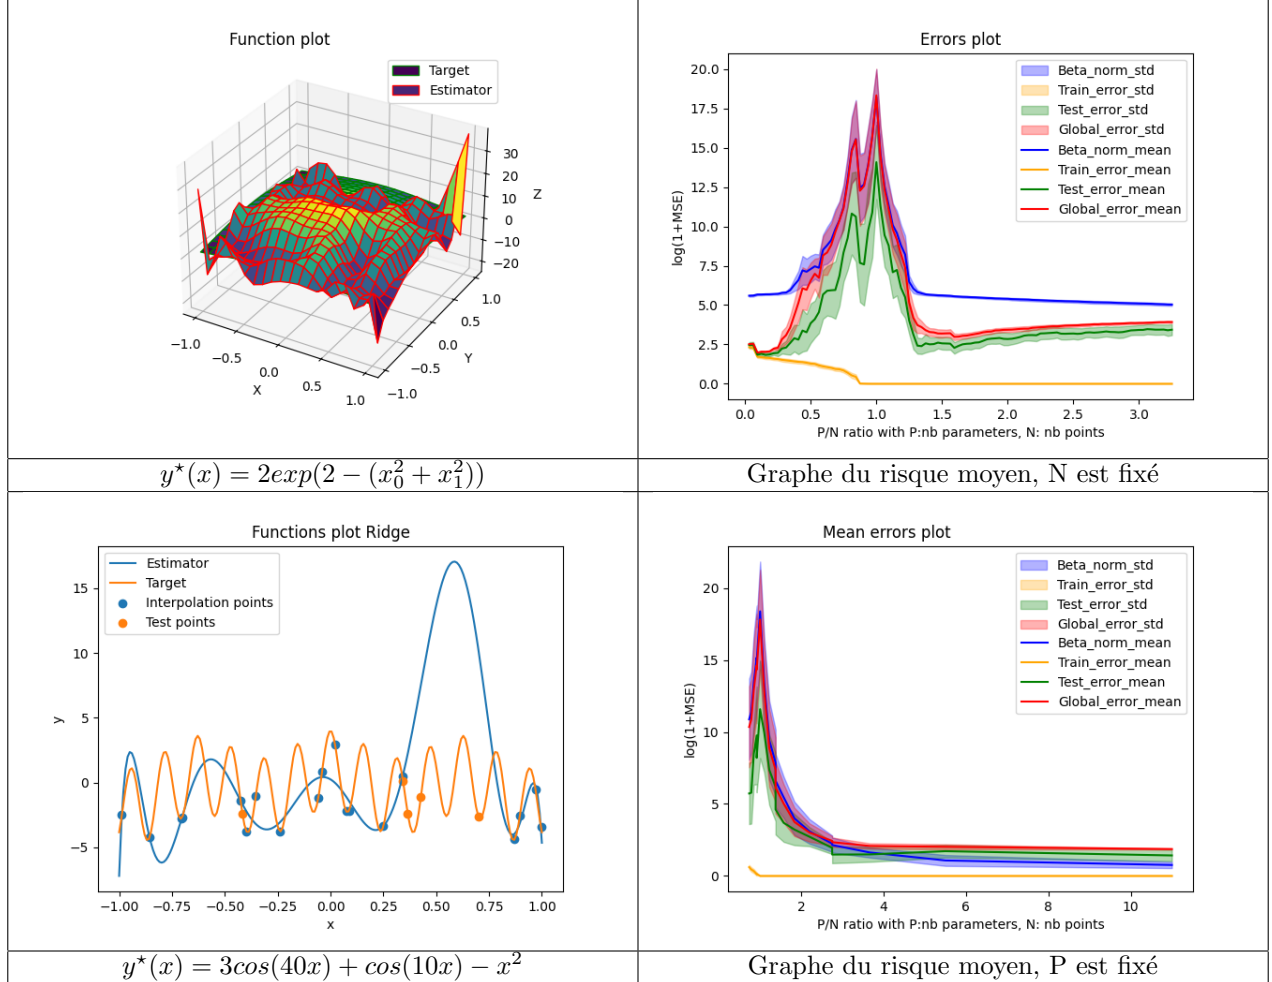 Function plot
Target
Estimator
30
20
10
0
−10
−20
Z
−1.0
−0.5
0.0
0.5
1.0
X
−1.0
−0.5
0.0
0.5
1.0
Y
Errors plot
20.0
17.5
15.0
12.5
10.0
7.5
5.0
2.5
0.0
log(1+MSE)
Beta_norm_std
Train_error_std
Test_error_std
Global_error_std
Beta_norm_mean
Train_error_mean
Test_error_mean
Global_error_mean
0.0 0.5 1.0 1.5 2.0 2.5 3.0
P/N ratio with P:nb parameters, N: nb points
y⋆(x) = 2exp(2 − (x₀² + x₁²))
Graphe du risque moyen, N est fixé
Functions plot Ridge
Estimator
Target
Interpolation points
Test points
15
10
5
0
−5
y
−1.00 −0.75 −0.50 −0.25 0.00 0.25 0.50 0.75 1.00
x
Mean errors plot
20
15
10
5
0
log(1+MSE)
Beta_norm_std
Train_error_std
Test_error_std
Global_error_std
Beta_norm_mean
Train_error_mean
Test_error_mean
Global_error_mean
2 4 6 8 10
P/N ratio with P:nb parameters, N: nb points
y⋆(x) = 3cos(40x) + cos(10x) − x²
Graphe du risque moyen, P est fixé